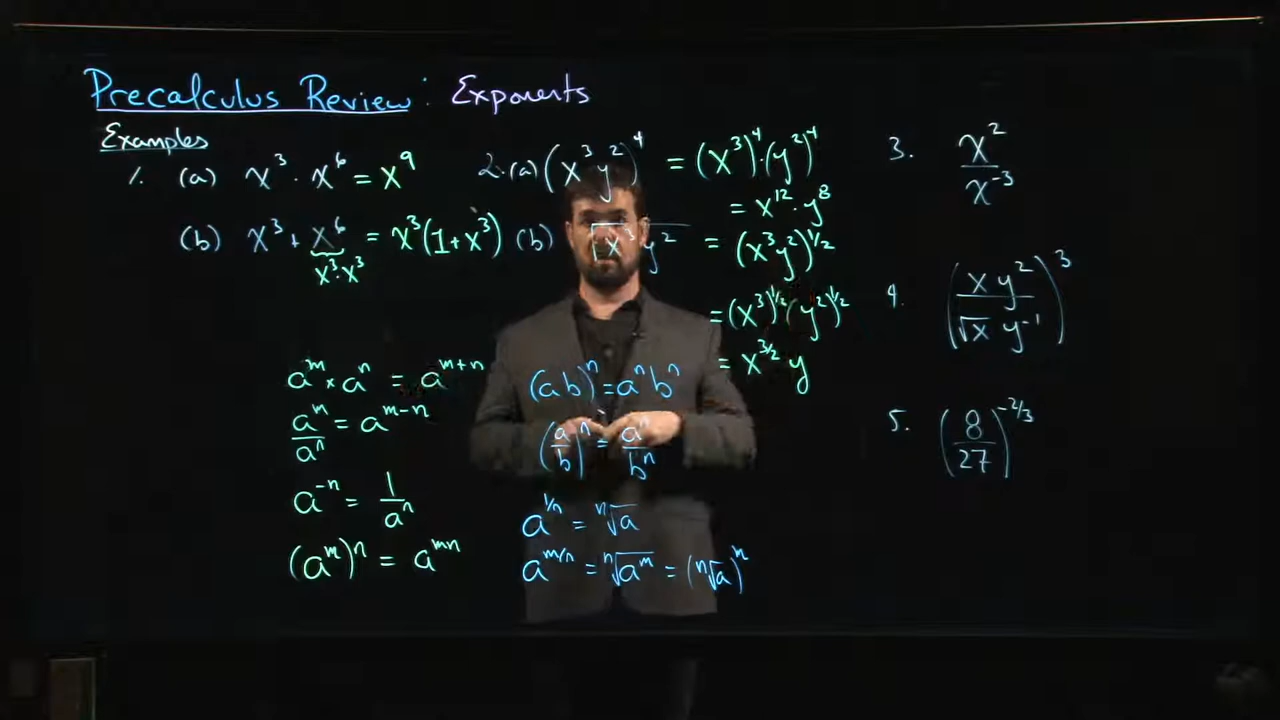 Precalculus Review: Exponents
Examples
1. (a) x³ · x⁶ = x⁹
(b) x³ + x⁶ = x³(1+x³)
x³·x³
2. (a) (x³y²)⁴ = (x³)⁴·(y²)⁴
= x¹²·y⁸
(b) √(x³y²) = (x³y²)^(1/2)
= (x³)^(1/2)(y²)^(1/2)
= x^(3/2) y
aᵐ × aⁿ = aᵐ⁺ⁿ
aᵐ/aⁿ = aᵐ⁻ⁿ
a⁻ⁿ = 1/aⁿ
(aᵐ)ⁿ = aᵐⁿ
(ab)ⁿ = aⁿbⁿ
(a/b)ⁿ = aⁿ/bⁿ
a^(1/n) = ⁿ√a
a^(m/n) = ⁿ√(aᵐ) = (ⁿ√a)ᵐ
3. x²/x⁻³
4. (xy²/(√x y⁻¹))³
5. (8/27)^(-2/3)